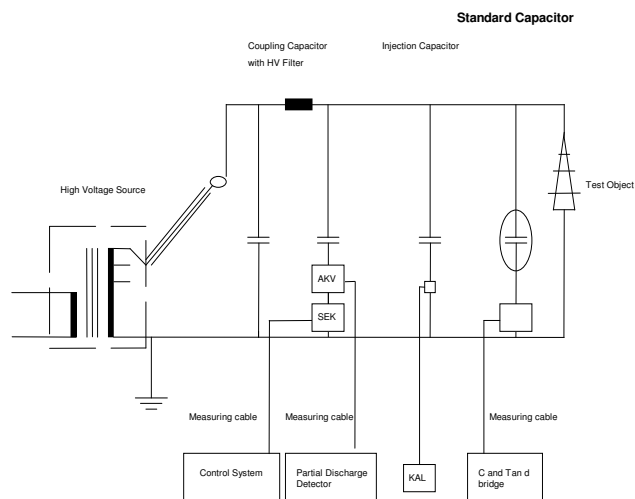 Standard Capacitor
Coupling Capacitor
with HV Filter
Injection Capacitor
High Voltage Source
Test Object
AKV
SEK
Measuring cable
Measuring cable
Measuring cable
Control System
Partial Discharge
Detector
KAL
C and Tan d
bridge